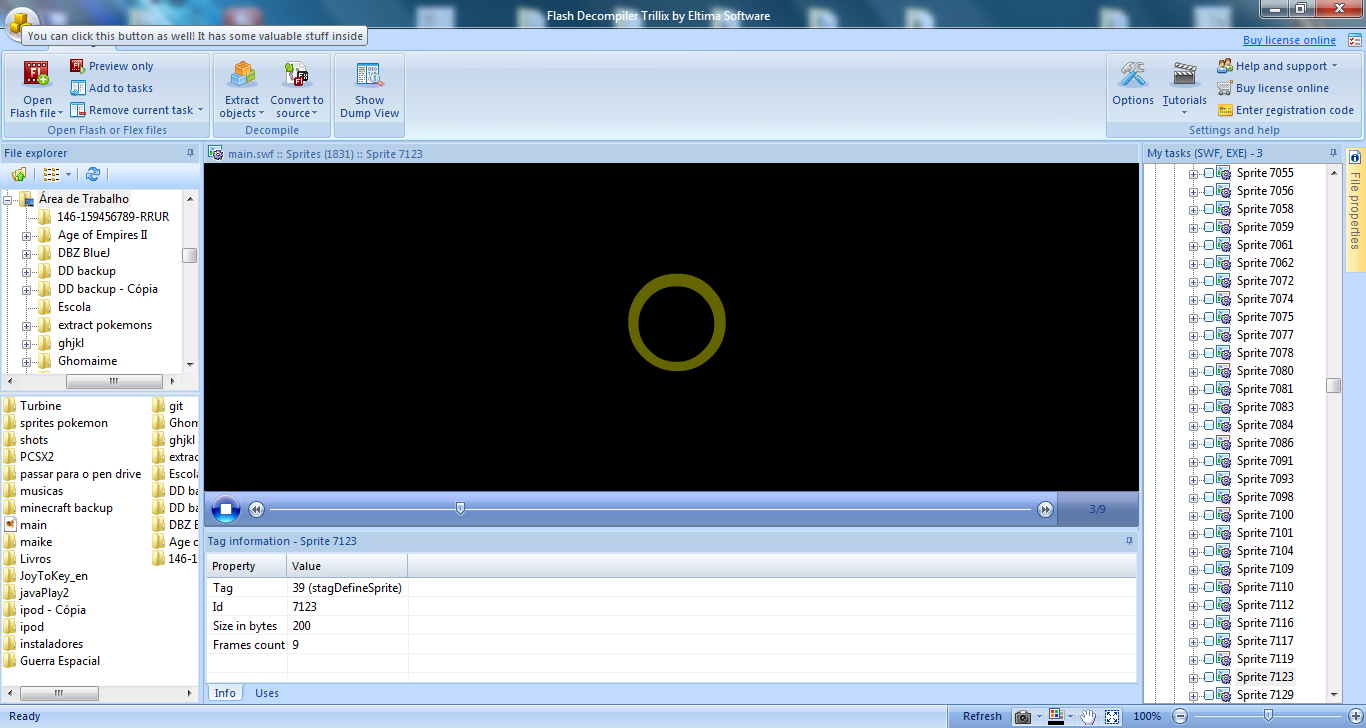 Flash Decompiler Trillix by Eltima Software
You can click this button as well! It has some valuable stuff inside
Buy license online
Open
Flash file
Preview only
Add to tasks
Remove current task
Open Flash or Flex files
Extract
objects
Convert to
source
Decompile
Show
Dump View
Options
Tutorials
Help and support
Buy license online
Enter registration code
Settings and help
File explorer
Área de Trabalho
146-159456789-RRUR
Age of Empires II
DBZ BlueJ
DD backup
DD backup - Cópia
Escola
extract pokemons
ghjkl
Ghomaime
Turbine
sprites pokemon
shots
PCSX2
passar para o pen drive
musicas
minecraft backup
main
maike
Livros
JoyToKey_en
javaPlay2
ipod - Cópia
ipod
instaladores
Guerra Espacial
git
Ghom
ghjkl
extrac
Escola
DD ba
DD ba
DBZ B
Age o
146-1
main.swf :: Sprites (1831) :: Sprite 7123
3/9
Tag information - Sprite 7123
Property Value
Tag 39 (stagDefineSprite)
Id 7123
Size in bytes 200
Frames count 9
Info Uses
My tasks (SWF, EXE) - 3
Sprite 7055
Sprite 7056
Sprite 7058
Sprite 7059
Sprite 7061
Sprite 7062
Sprite 7072
Sprite 7074
Sprite 7075
Sprite 7077
Sprite 7078
Sprite 7080
Sprite 7081
Sprite 7083
Sprite 7084
Sprite 7086
Sprite 7091
Sprite 7093
Sprite 7098
Sprite 7100
Sprite 7101
Sprite 7104
Sprite 7109
Sprite 7110
Sprite 7112
Sprite 7116
Sprite 7117
Sprite 7119
Sprite 7123
Sprite 7129
File properties
Ready
Refresh
100%